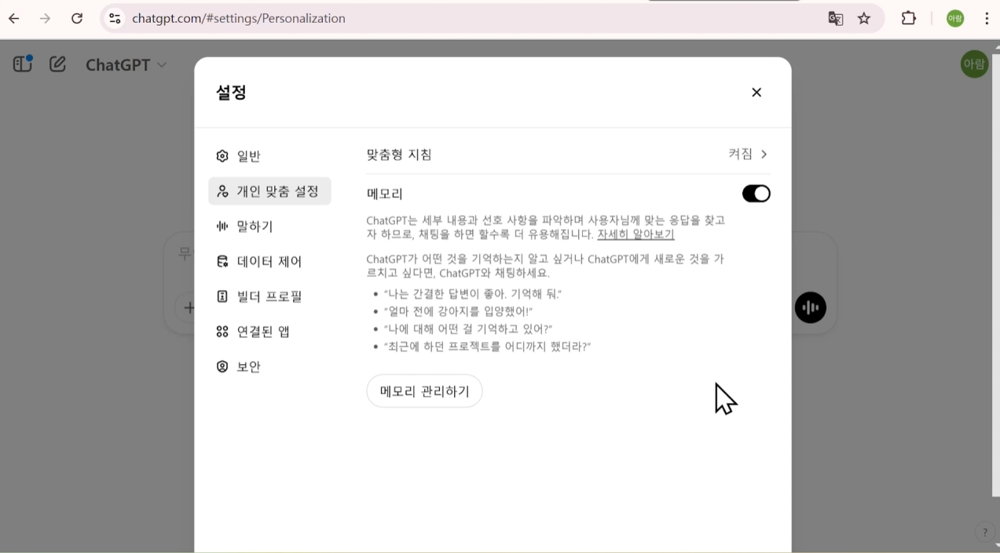 chatgpt.com/#settings/Personalization
아람
ChatGPT
아람
설정
일반
개인 맞춤 설정
말하기
데이터 제어
빌더 프로필
연결된 앱
보안
맞춤형 지침
켜짐
메모리
ChatGPT는 세부 내용과 선호 사항을 파악하며 사용자님께 맞는 응답을 찾고
자 하므로, 채팅을 하면 할수록 더 유용해집니다. 자세히 알아보기
ChatGPT가 어떤 것을 기억하는지 알고 싶거나 ChatGPT에게 새로운 것을 가
르치고 싶다면, ChatGPT와 채팅하세요.
• “나는 간결한 답변이 좋아. 기억해 둬.”
• “얼마 전에 강아지를 입양했어!”
• “나에 대해 어떤 걸 기억하고 있어?”
• “최근에 하던 프로젝트를 어디까지 했더라?”
메모리 관리하기
무
?